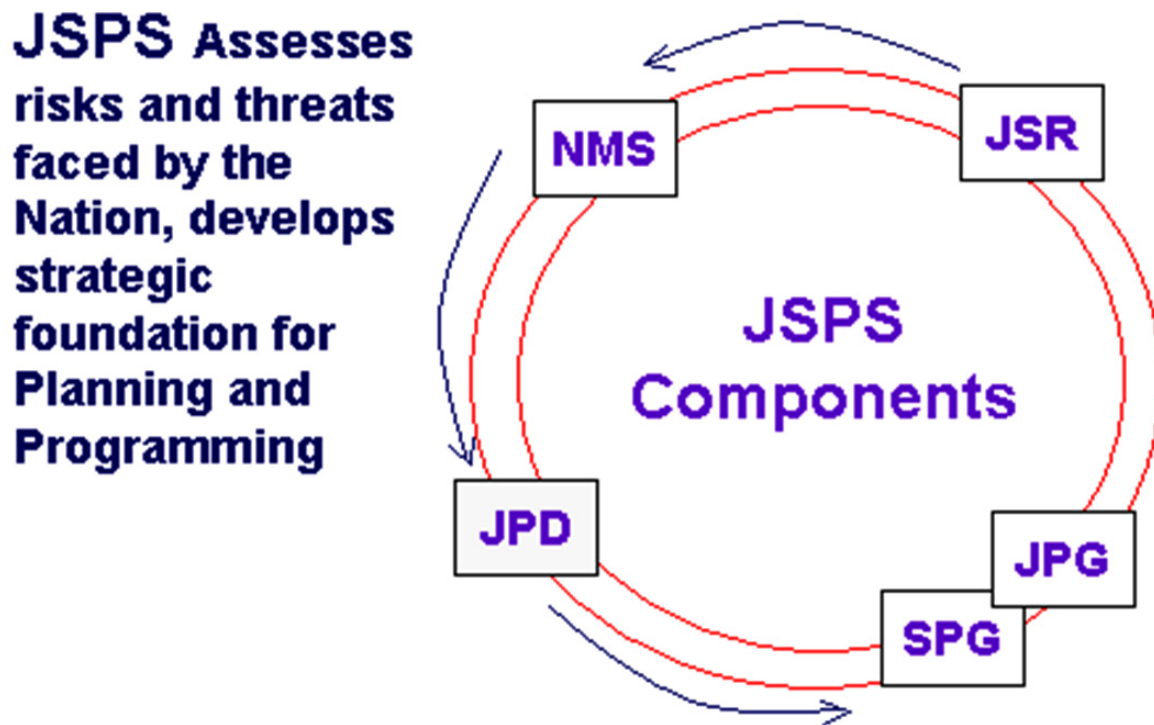 JSPS Assesses
risks and threats
faced by the
Nation, develops
strategic
foundation for
Planning and
Programming
NMS
JSR
JSPS
Components
JPD
JPG
SPG